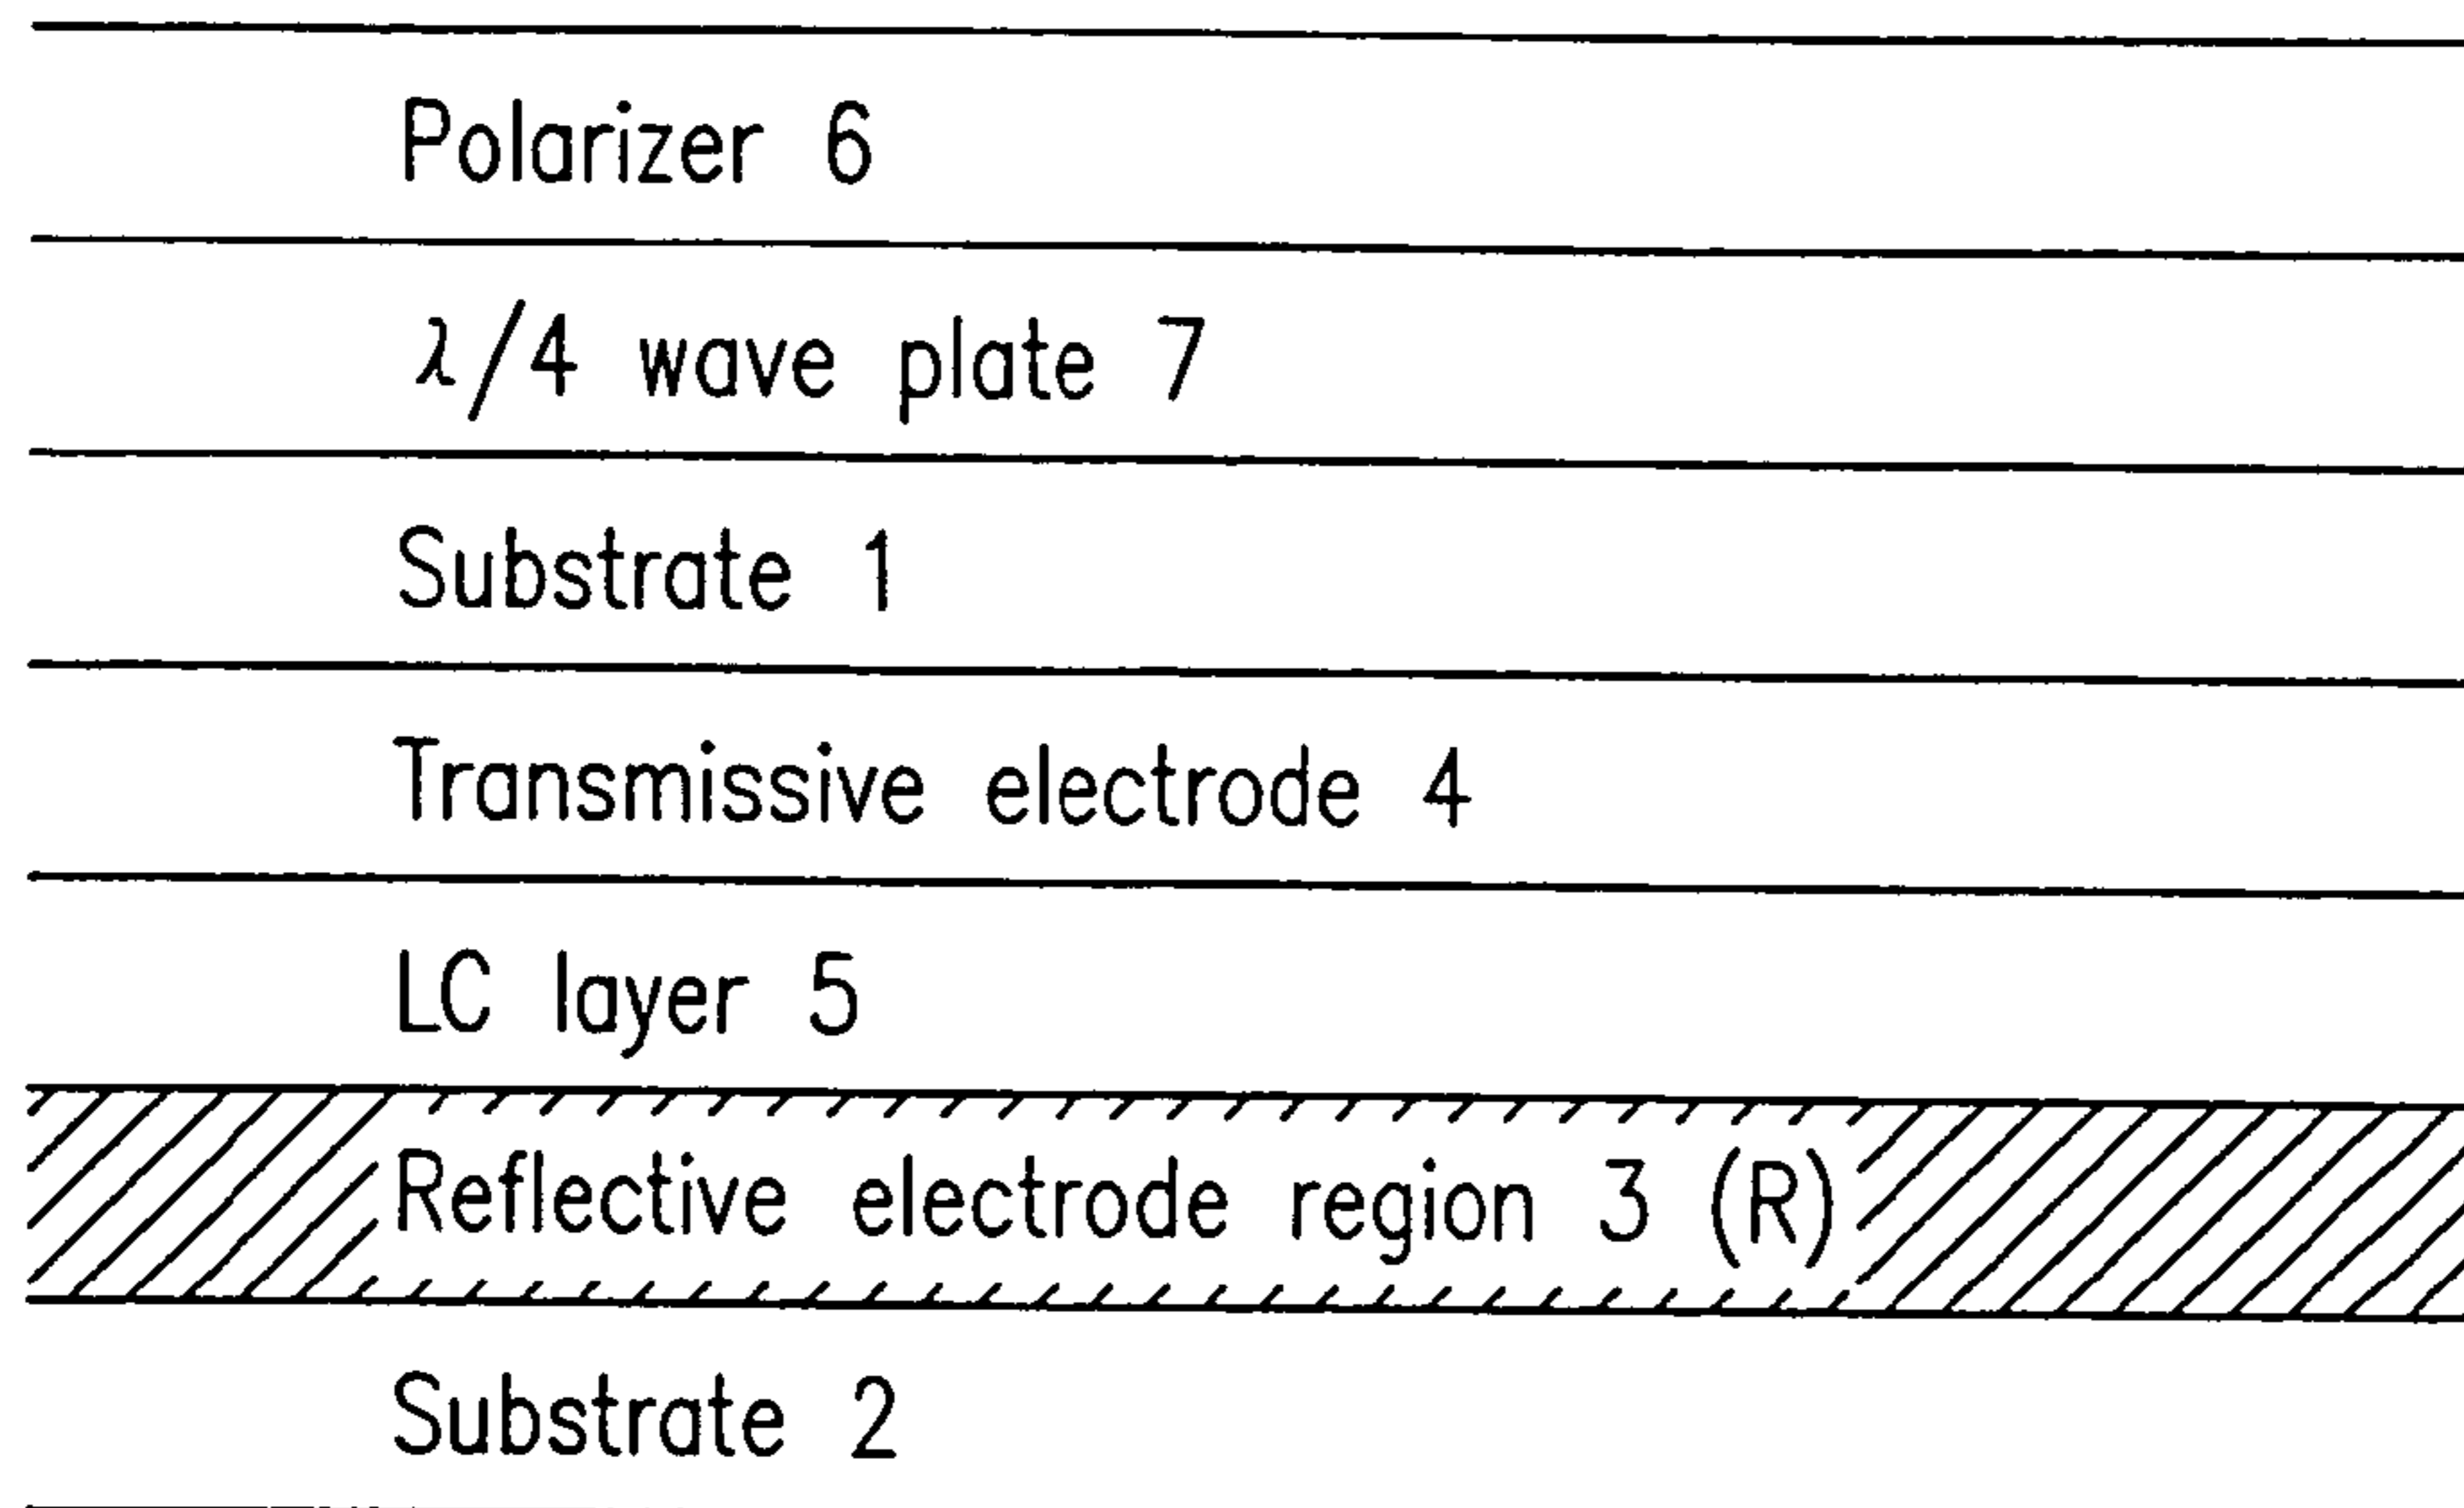 Polarizer 6
λ/4 wave plate 7
Substrate 1
Transmissive electrode 4
LC layer 5
Reflective electrode region 3 (R)
Substrate 2